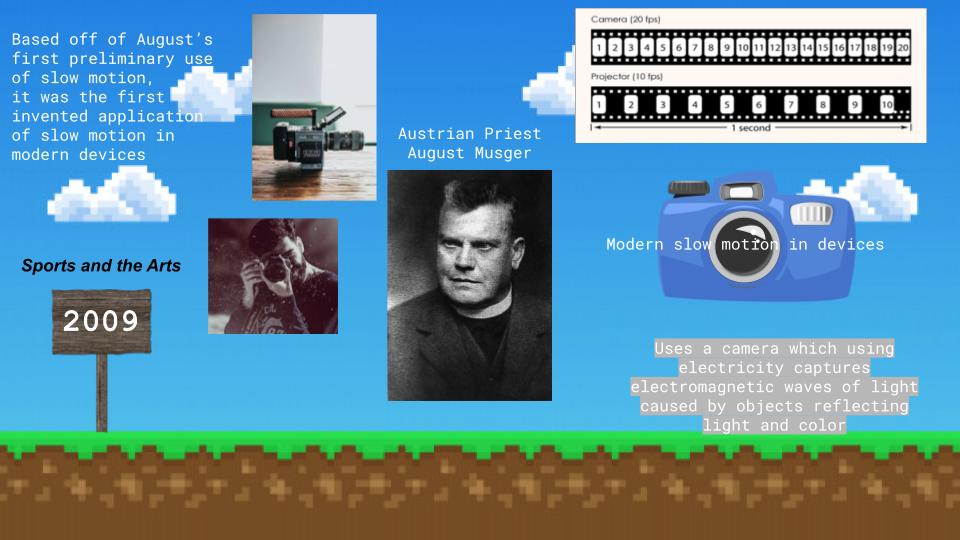 Based off of August's
first preliminary use
of slow motion,
it was the first
invented application
of slow motion in
modern devices
Sports and the Arts
2009
Austrian Priest
August Musger
Camera (20 fps)
1 2 3 4 5 6 7 8 9 10 11 12 13 14 15 16 17 18 19 20
Projector (10 fps)
1 2 3 4 5 6 7 8 9 10
1 second
Modern slow motion in devices
Uses a camera which using
electricity captures
electromagnetic waves of light
caused by objects reflecting
light and color